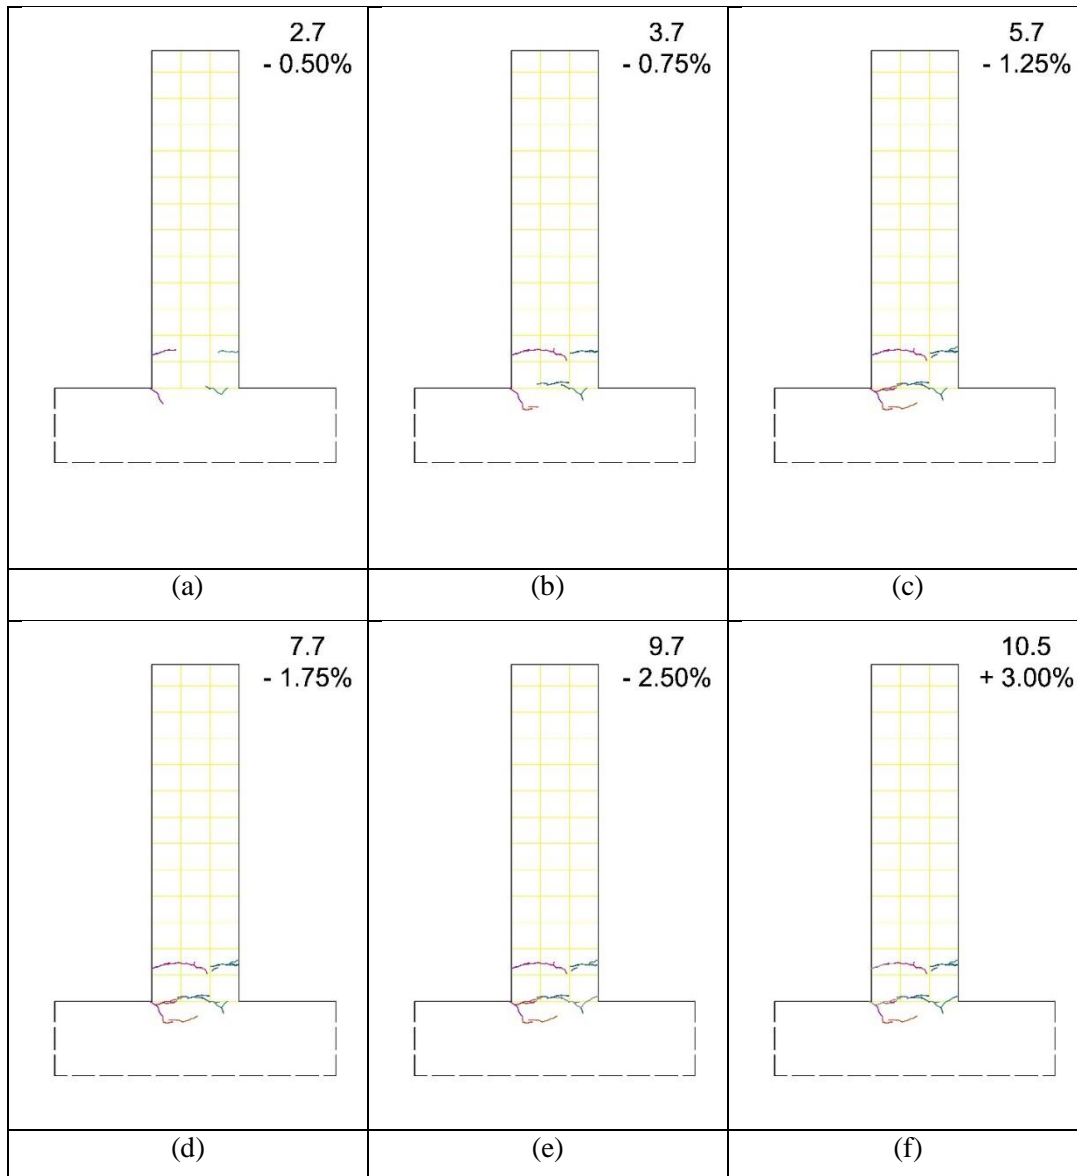 2.7
- 0.50%
3.7
- 0.75%
5.7
- 1.25%
(a)
(b)
(c)
7.7
- 1.75%
9.7
- 2.50%
10.5
+ 3.00%
(d)
(e)
(f)